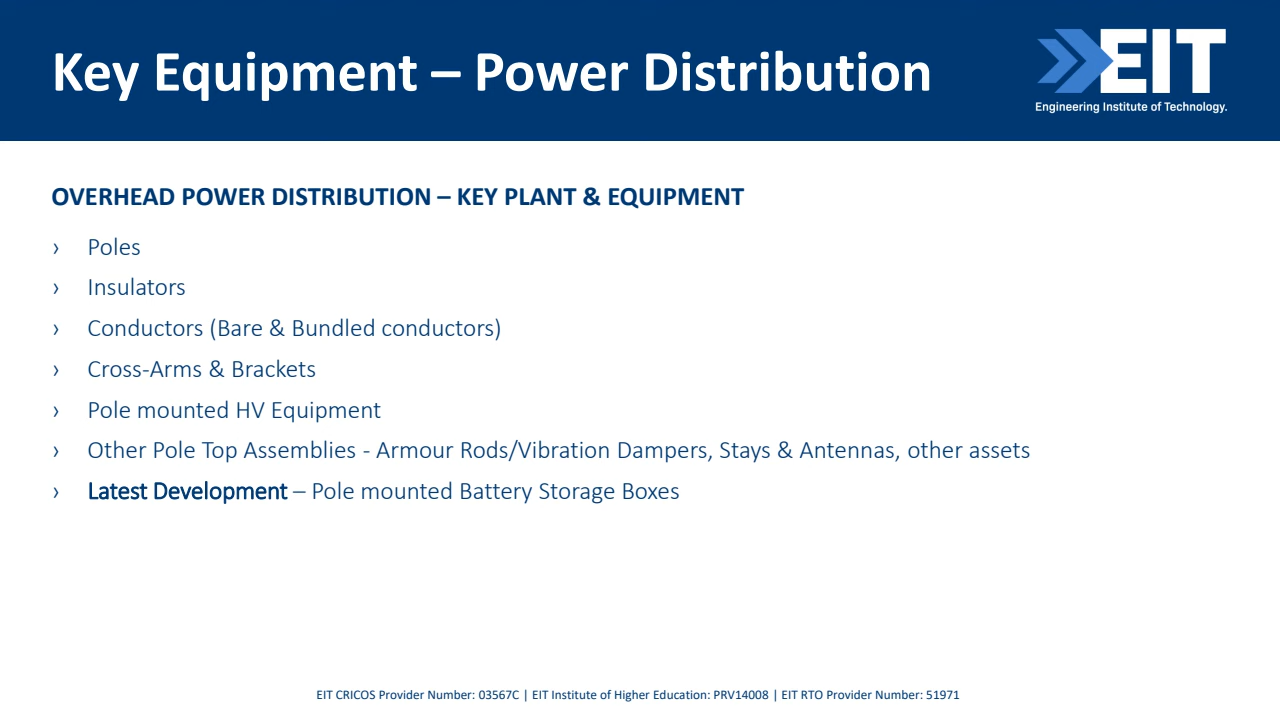 Key Equipment – Power Distribution
EIT
Engineering Institute of Technology.
OVERHEAD POWER DISTRIBUTION – KEY PLANT & EQUIPMENT
› Poles
› Insulators
› Conductors (Bare & Bundled conductors)
› Cross-Arms & Brackets
› Pole mounted HV Equipment
› Other Pole Top Assemblies - Armour Rods/Vibration Dampers, Stays & Antennas, other assets
› Latest Development – Pole mounted Battery Storage Boxes
EIT CRICOS Provider Number: 03567C | EIT Institute of Higher Education: PRV14008 | EIT RTO Provider Number: 51971